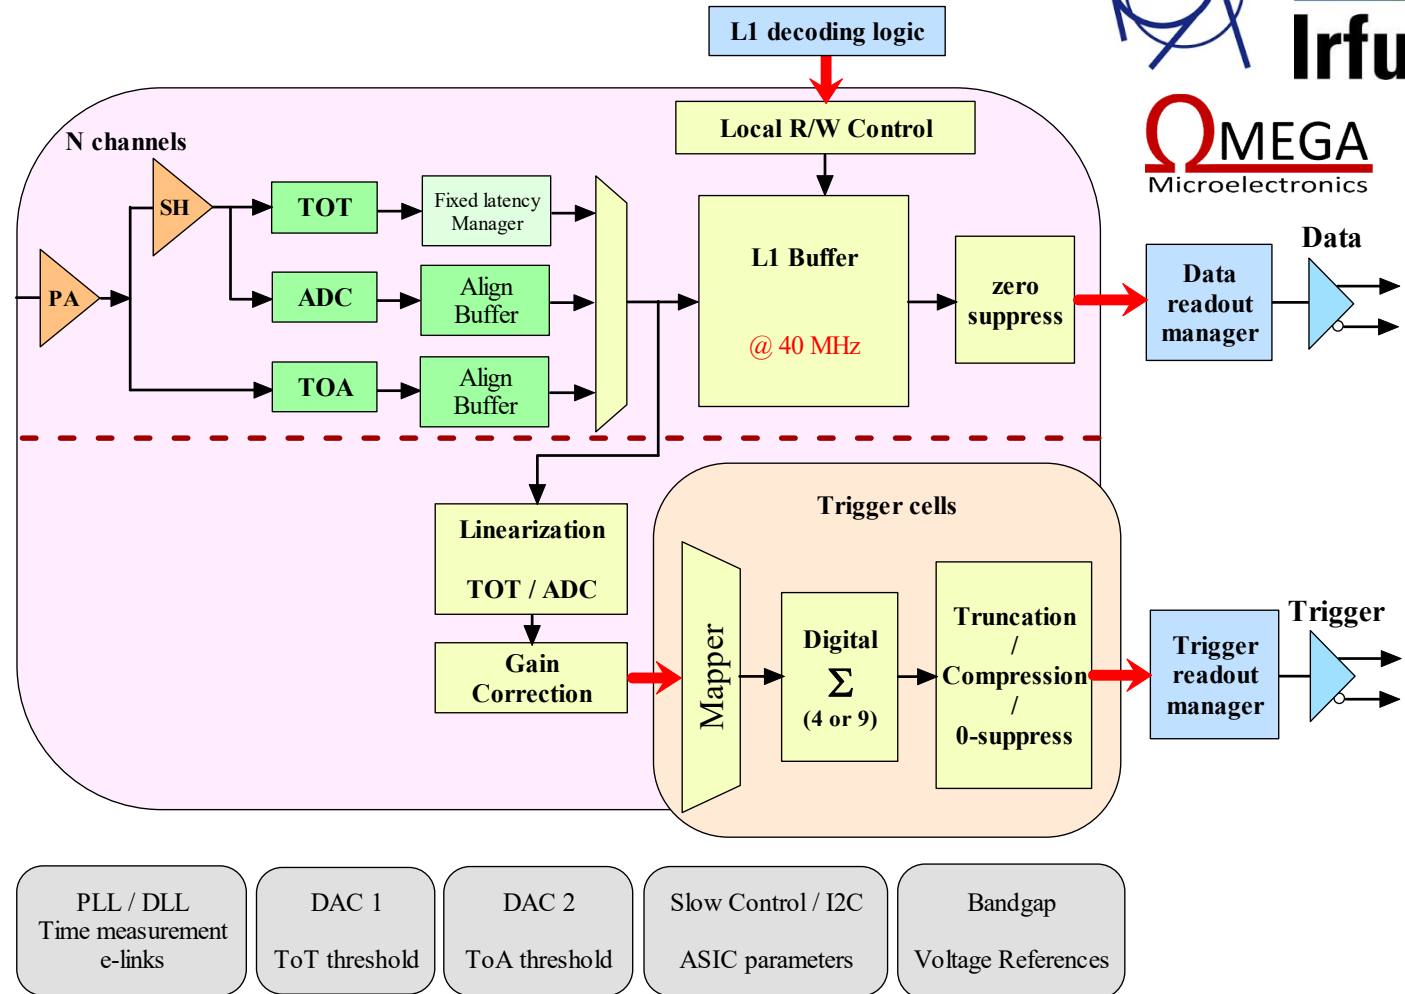 L1 decoding logic
Irfu
ΩMEGA
Microelectronics
N channels
Local R/W Control
SH
TOT
Fixed latency
Manager
PA
ADC
Align
Buffer
TOA
Align
Buffer
L1 Buffer
@ 40 MHz
zero
suppress
Data
readout
manager
Data
Linearization
TOT / ADC
Gain
Correction
Trigger cells
Mapper
Digital
Σ
(4 or 9)
Truncation
/
Compression
/
0-suppress
Trigger
readout
manager
Trigger
PLL / DLL
Time measurement
e-links
DAC 1
ToT threshold
DAC 2
ToA threshold
Slow Control / I2C
ASIC parameters
Bandgap
Voltage References